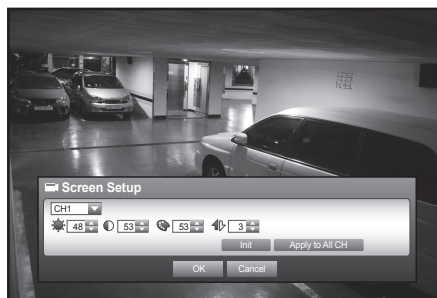 Screen Setup
CH1
48 53 53 3
Init Apply to All CH
OK Cancel